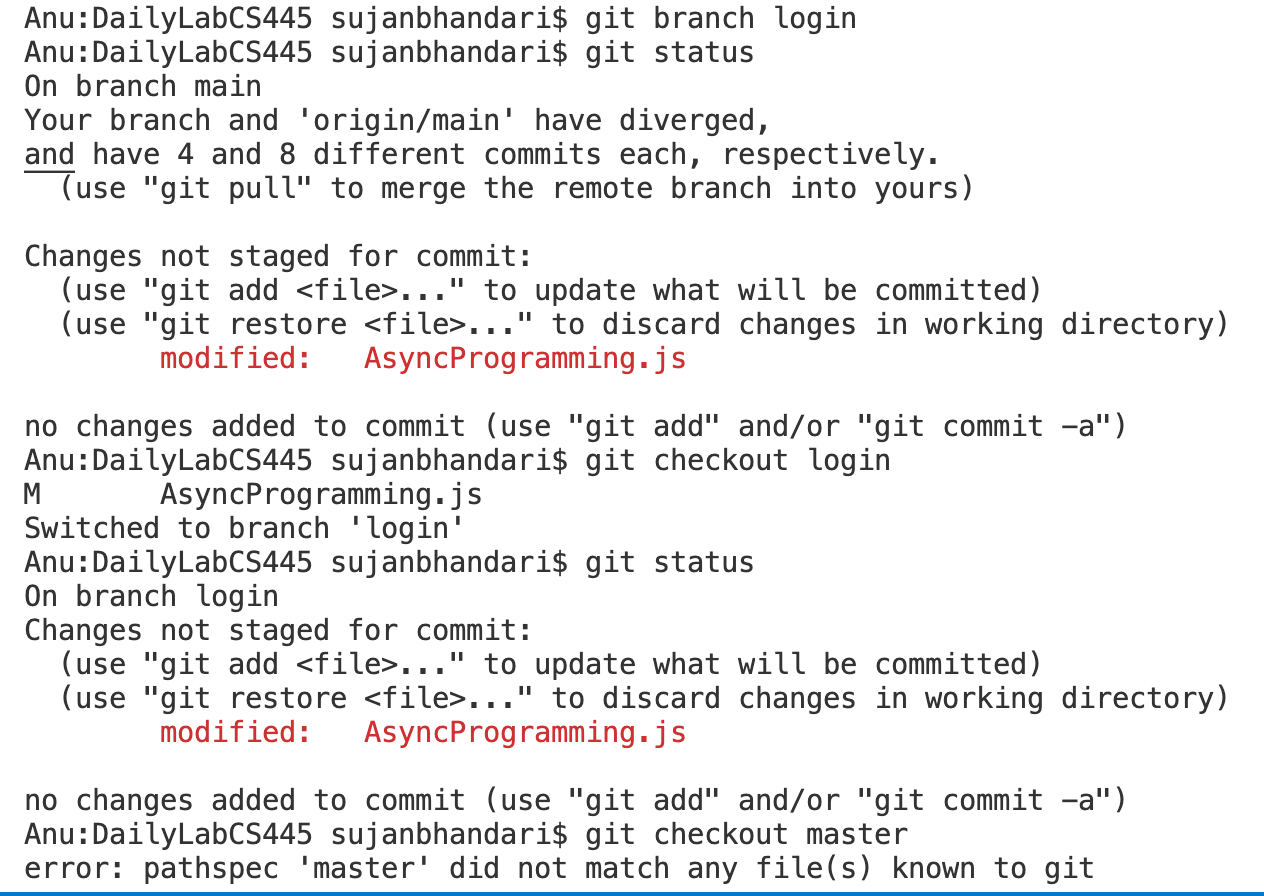 Anu:DailyLabCS445 sujanbhandari$ git branch login
Anu:DailyLabCS445 sujanbhandari$ git status
On branch main
Your branch and 'origin/main' have diverged,
and have 4 and 8 different commits each, respectively.
  (use "git pull" to merge the remote branch into yours)

Changes not staged for commit:
  (use "git add <file>..." to update what will be committed)
  (use "git restore <file>..." to discard changes in working directory)
        modified:   AsyncProgramming.js

no changes added to commit (use "git add" and/or "git commit -a")
Anu:DailyLabCS445 sujanbhandari$ git checkout login
M       AsyncProgramming.js
Switched to branch 'login'
Anu:DailyLabCS445 sujanbhandari$ git status
On branch login
Changes not staged for commit:
  (use "git add <file>..." to update what will be committed)
  (use "git restore <file>..." to discard changes in working directory)
        modified:   AsyncProgramming.js

no changes added to commit (use "git add" and/or "git commit -a")
Anu:DailyLabCS445 sujanbhandari$ git checkout master
error: pathspec 'master' did not match any file(s) known to git